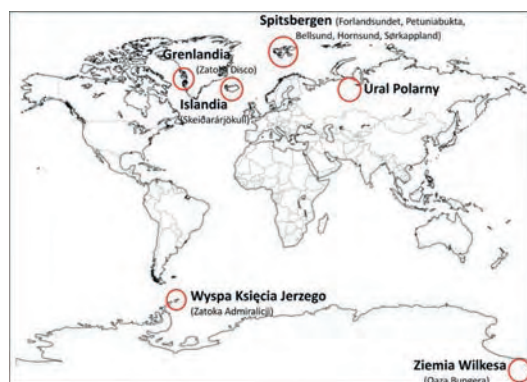 Spitsbergen (Forlandsundet, Petuniabukta,
Bellsund, Hornsund, Sørkappland)
Grenlandia
(Zatoka Disco)
Ural Polarny
Islandia
(Skeiðarárjökull)
Wyspa Księcia Jerzego
(Zatoka Admiralicji)
Ziemia Wilkesa
(Oaza Bungera)